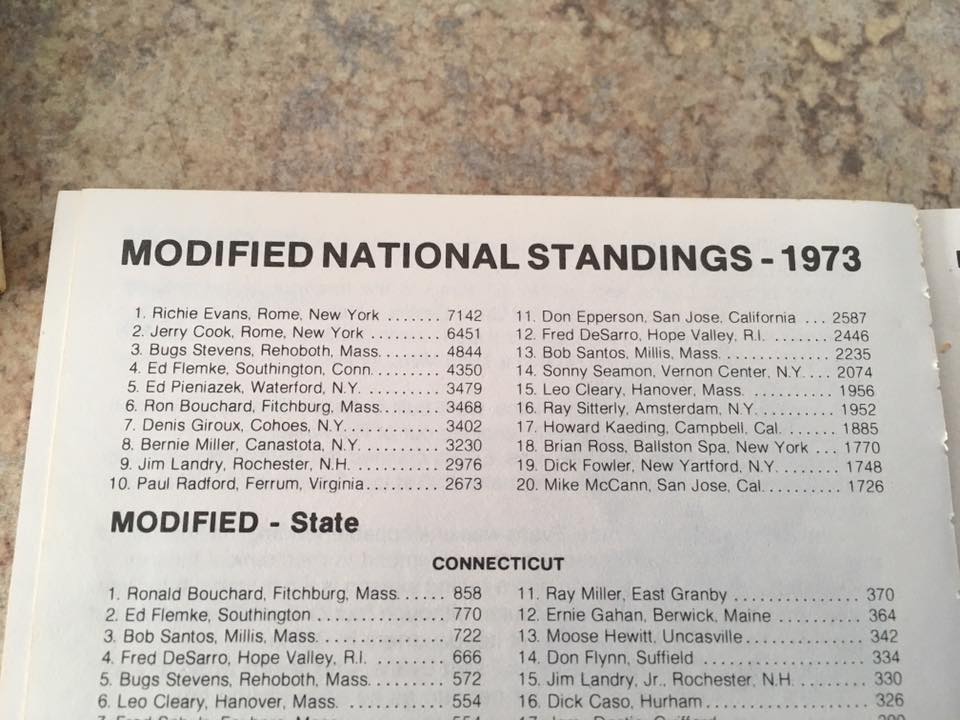 MODIFIED NATIONAL STANDINGS - 1973
1. Richie Evans, Rome, New York ....... 7142
2. Jerry Cook, Rome, New York ......... 6451
3. Bugs Stevens, Rehoboth, Mass. ....... 4844
4. Ed Flemke, Southington, Conn. ........ 4350
5. Ed Pieniazek, Waterford, N.Y. ........ 3479
6. Ron Bouchard, Fitchburg, Mass. ....... 3468
7. Denis Giroux, Cohoes, N.Y. .......... 3402
8. Bernie Miller, Canastota, N.Y. ........ 3230
9. Jim Landry, Rochester, N.H. ......... 2976
10. Paul Radford, Ferrum, Virginia ......... 2673
11. Don Epperson, San Jose, California ... 2587
12. Fred DeSarro, Hope Valley, R.I. ....... 2446
13. Bob Santos, Millis, Mass. ............ 2235
14. Sonny Seamon, Vernon Center, N.Y. ... 2074
15. Leo Cleary, Hanover, Mass. .......... 1956
16. Ray Sitterly, Amsterdam, N.Y. ........ 1952
17. Howard Kaeding, Campbell, Cal. ....... 1885
18. Brian Ross, Ballston Spa, New York ... 1770
19. Dick Fowler, New Yartford, N.Y. ........ 1748
20. Mike McCann, San Jose, Cal. ......... 1726
MODIFIED - State
CONNECTICUT
1. Ronald Bouchard, Fitchburg, Mass. ..... 858
2. Ed Flemke, Southington .............. 770
3. Bob Santos, Millis, Mass. ............ 722
4. Fred DeSarro, Hope Valley, R.I. ........ 666
5. Bugs Stevens, Rehoboth, Mass. ........ 572
6. Leo Cleary, Hanover, Mass. .......... 554
11. Ray Miller, East Granby .............. 370
12. Ernie Gahan, Berwick, Maine ......... 364
13. Moose Hewitt, Uncasville ............. 342
14. Don Flynn, Suffield .................. 334
15. Jim Landry, Jr., Rochester, N.H. ....... 330
16. Dick Caso, Hurham ................. 326